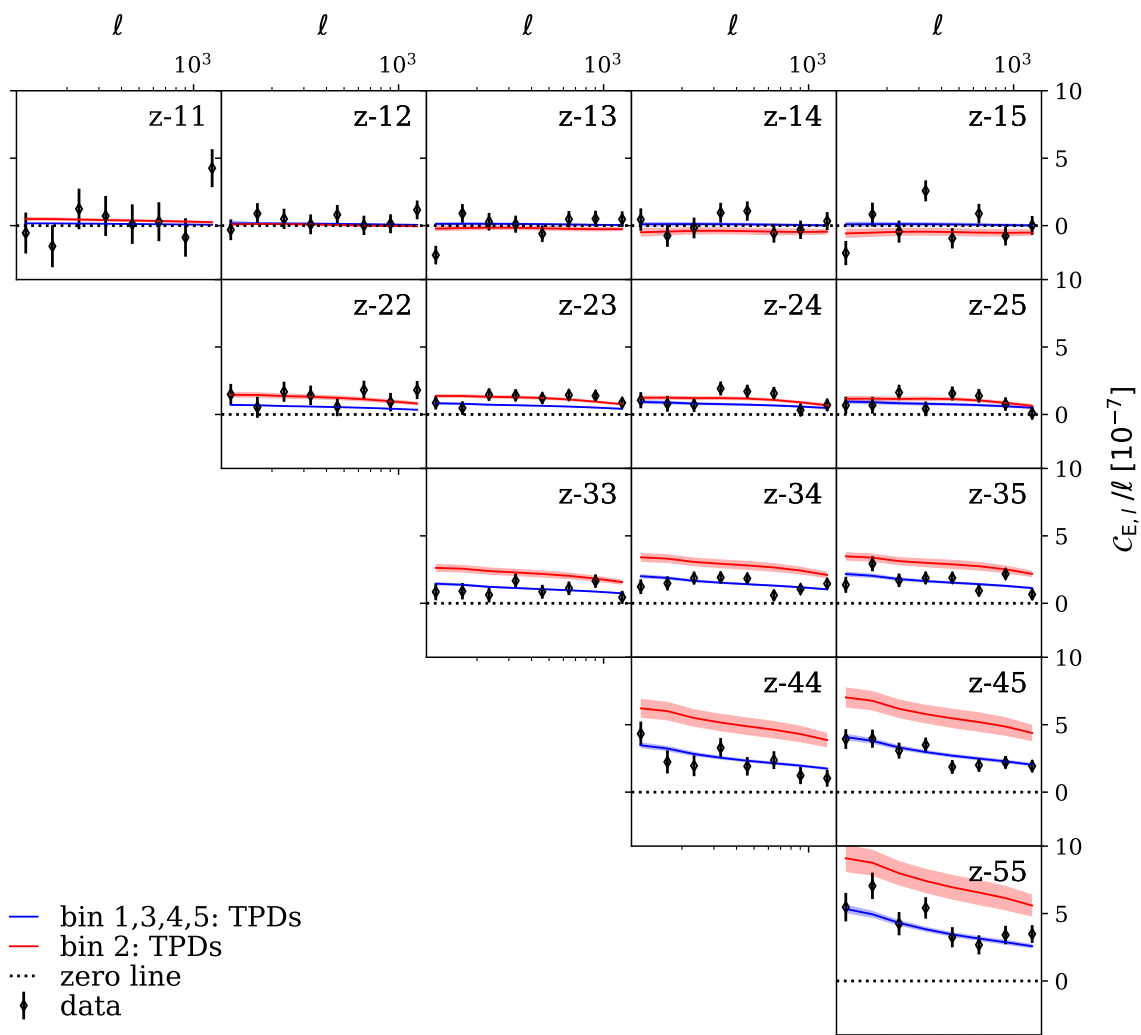 ℓ ℓ ℓ ℓ ℓ
10³ 10³ 10³ 10³ 10³
z-11 z-12 z-13 z-14 z-15 10
5
0
z-22 z-23 z-24 z-25 10
5
0
z-33 z-34 z-35 10
5
0
z-44 z-45 10
5
0
z-55 10
5
0
𝒞E,l /ℓ [10⁻⁷]
bin 1,3,4,5: TPDs
bin 2: TPDs
zero line
data